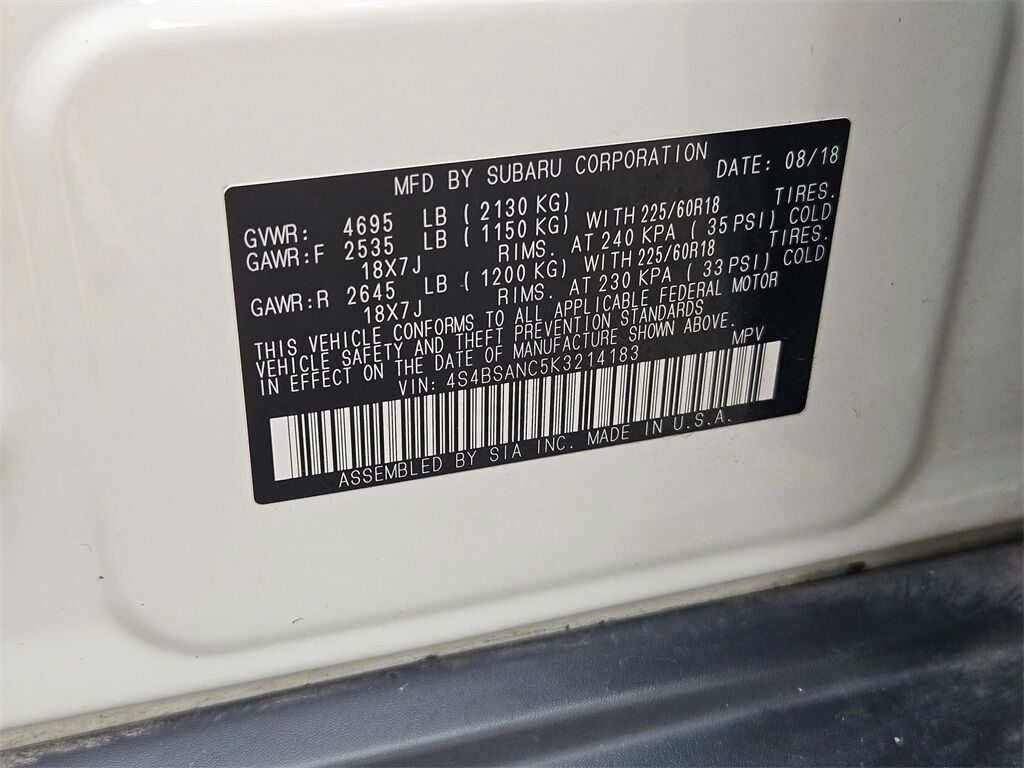 MFD BY SUBARU CORPORATION DATE: 08/18
GVWR: 4695 LB ( 2130 KG)
GAWR:F 2535 LB ( 1150 KG) WITH 225/60R18 TIRES.
18X7J RIMS. AT 240 KPA ( 35 PSI) COLD
GAWR:R 2645 LB ( 1200 KG) WITH 225/60R18 TIRES.
18X7J RIMS. AT 230 KPA ( 33 PSI) COLD
THIS VEHICLE CONFORMS TO ALL APPLICABLE FEDERAL MOTOR
VEHICLE SAFETY AND THEFT PREVENTION STANDARDS
IN EFFECT ON THE DATE OF MANUFACTURE SHOWN ABOVE.
VIN: 4S4BSANC5K3214183 MPV
ASSEMBLED BY SIA INC. MADE IN U.S.A.